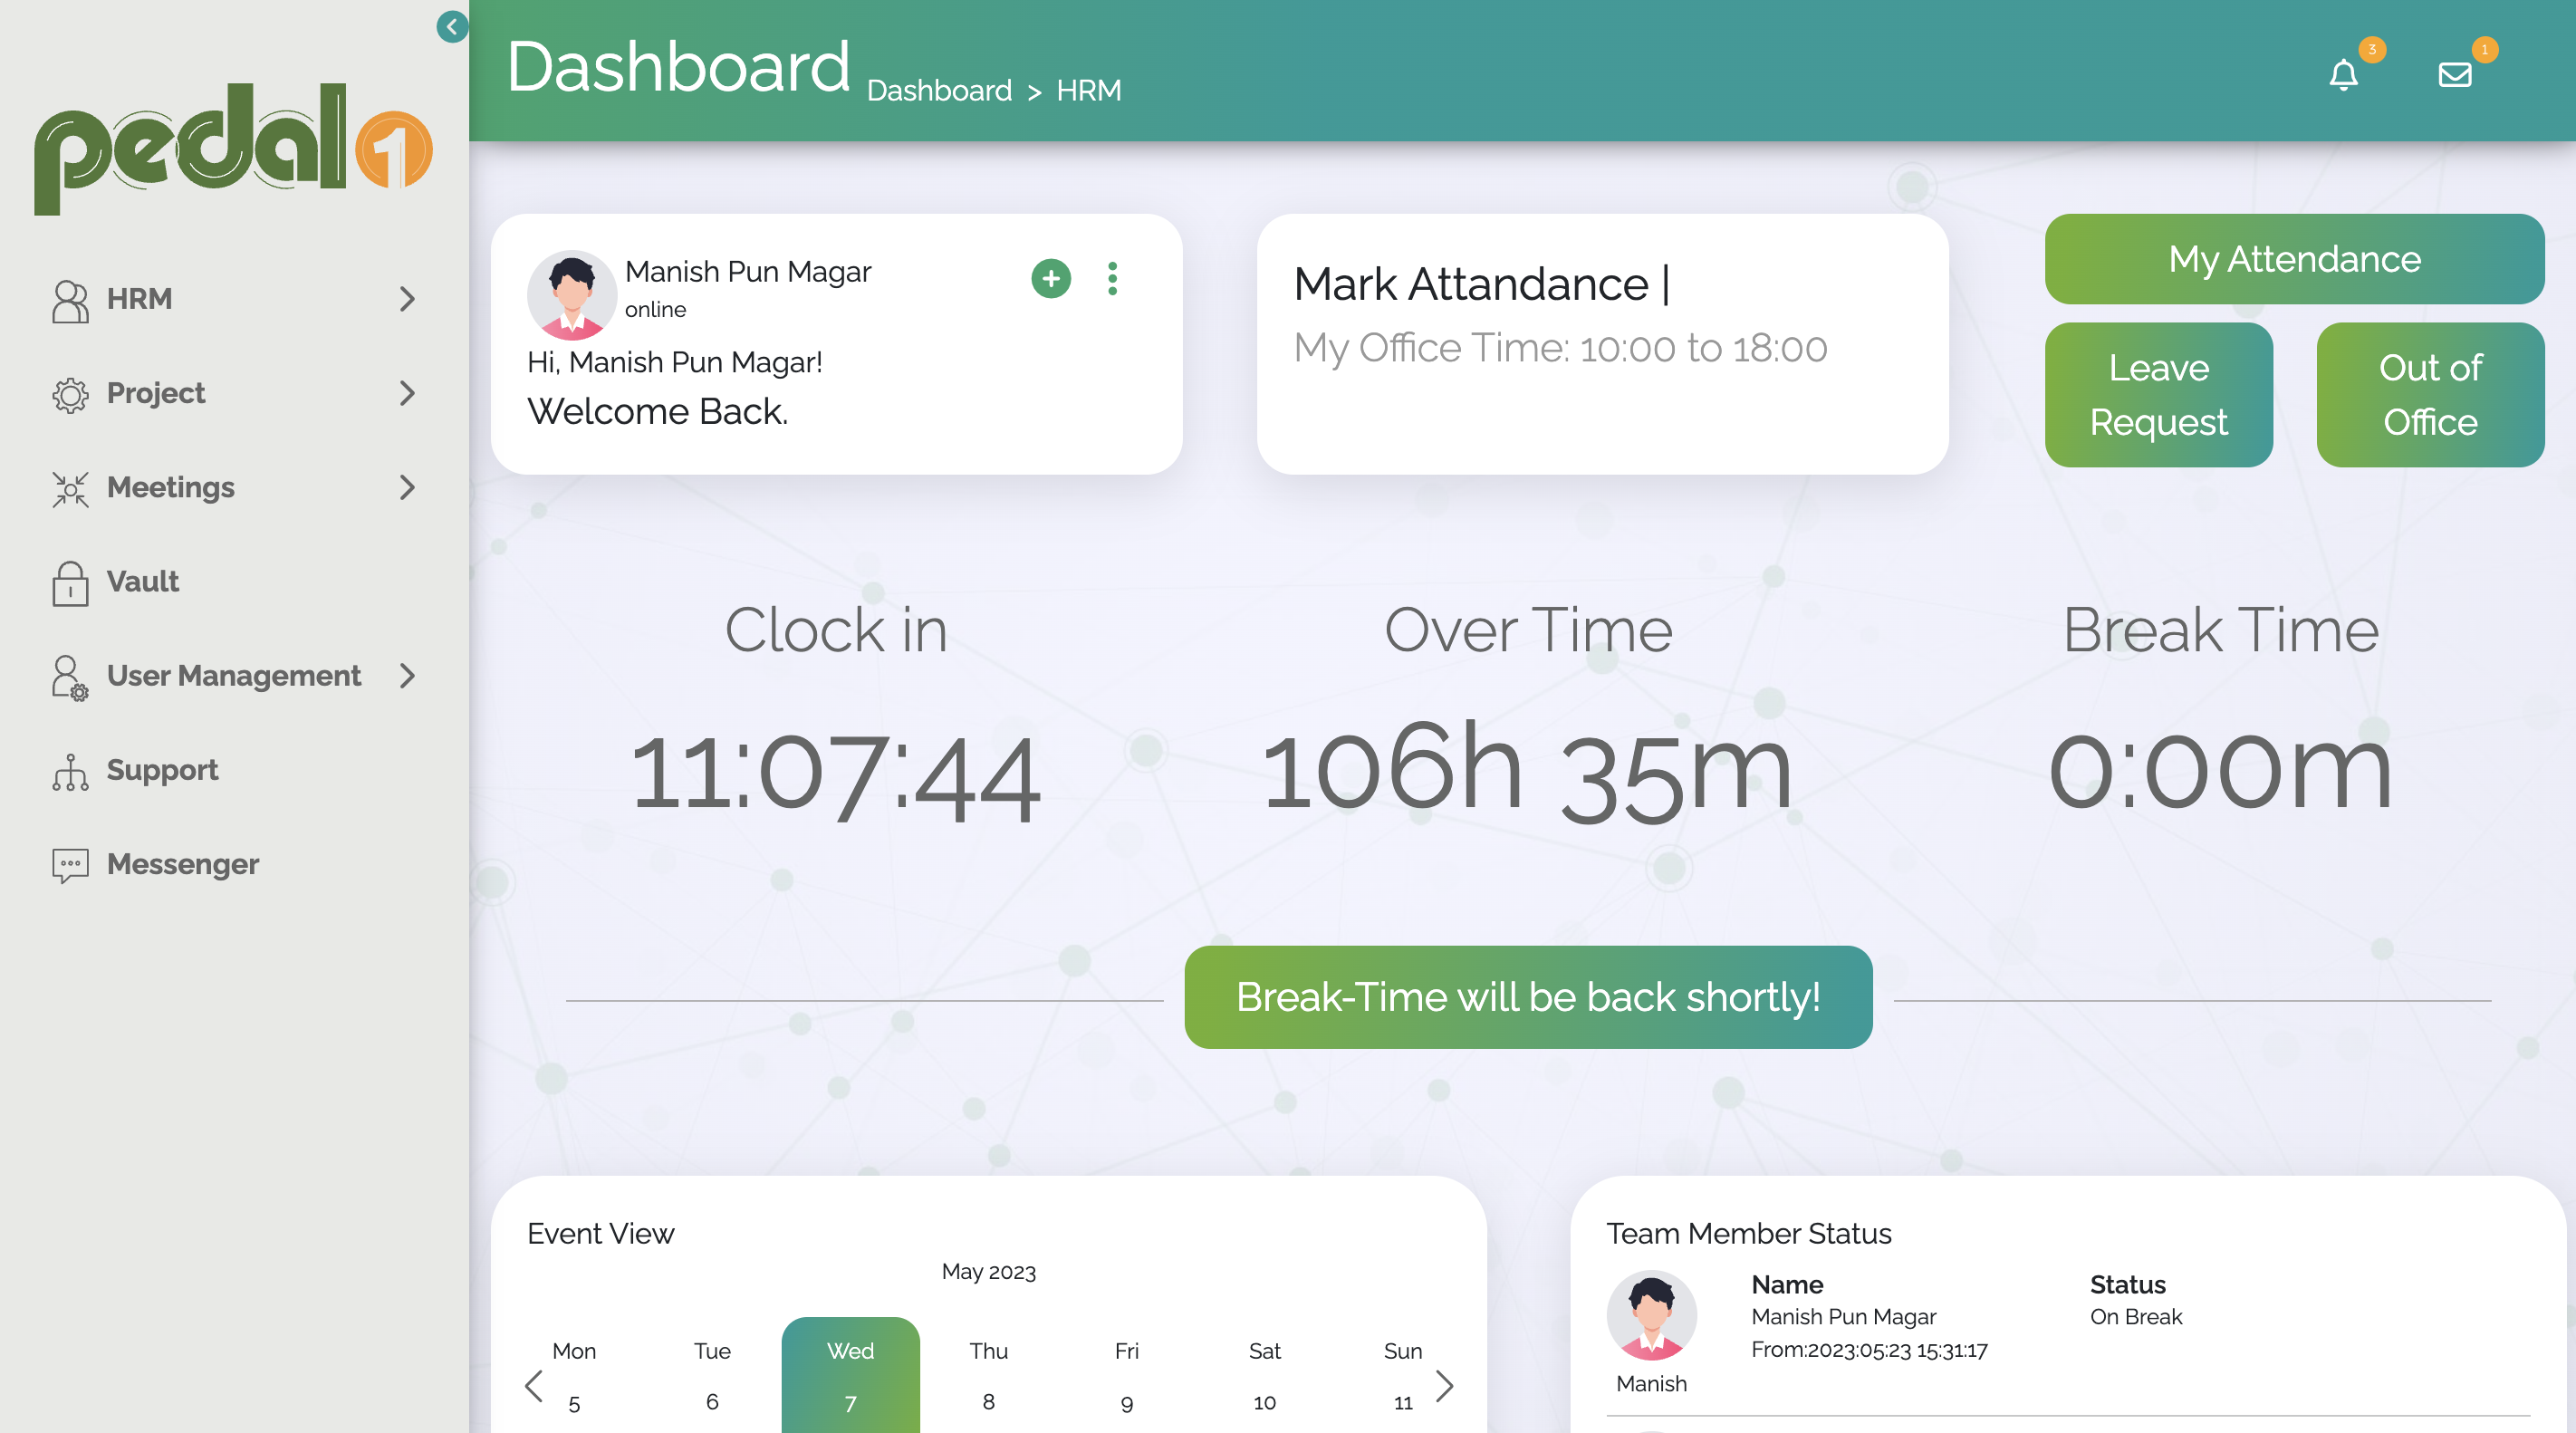 pedal1
HRM
Project
Meetings
Vault
User Management
Support
Messenger
Dashboard
Dashboard > HRM
3
1
Manish Pun Magar
online
Hi, Manish Pun Magar!
Welcome Back.
Mark Attandance |
My Office Time: 10:00 to 18:00
My Attendance
Leave
Request
Out of
Office
Clock in
11:07:44
Over Time
106h 35m
Break Time
0:00m
Break-Time will be back shortly!
Event View
May 2023
Mon Tue Wed Thu Fri Sat Sun
5 6 7 8 9 10 11
Team Member Status
Name
Manish Pun Magar
From:2023:05:23 15:31:17
Status
On Break
Manish